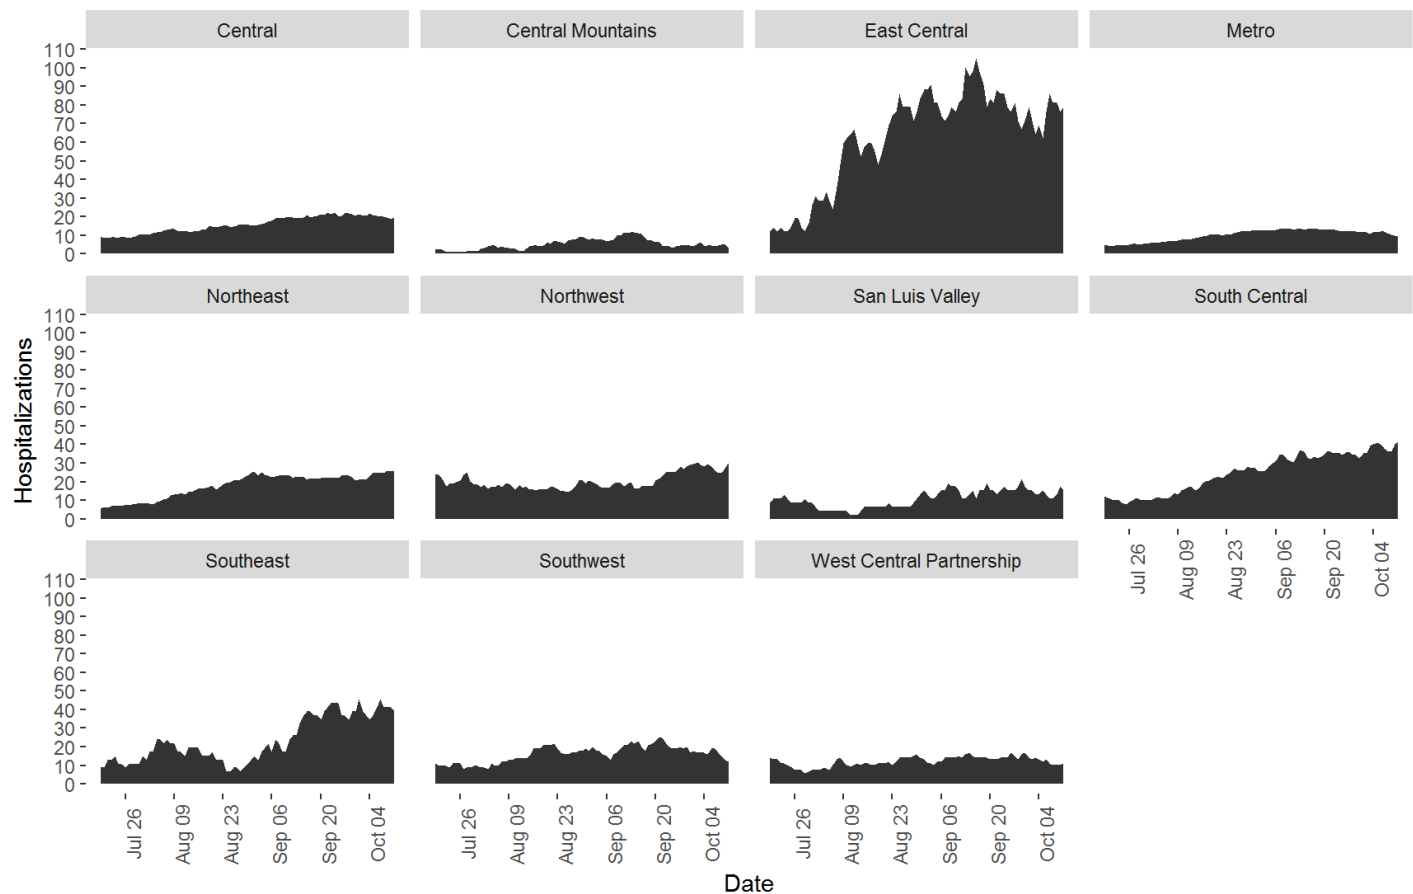 Central
Central Mountains
East Central
Metro
110
100
90
80
70
60
50
40
30
20
10
0
Northeast
Northwest
San Luis Valley
South Central
110
100
90
80
70
60
50
40
30
20
10
0
Hospitalizations
Jul 26
Aug 09
Aug 23
Sep 06
Sep 20
Oct 04
Southeast
Southwest
West Central Partnership
110
100
90
80
70
60
50
40
30
20
10
0
Jul 26
Aug 09
Aug 23
Sep 06
Sep 20
Oct 04
Jul 26
Aug 09
Aug 23
Sep 06
Sep 20
Oct 04
Jul 26
Aug 09
Aug 23
Sep 06
Sep 20
Oct 04
Date